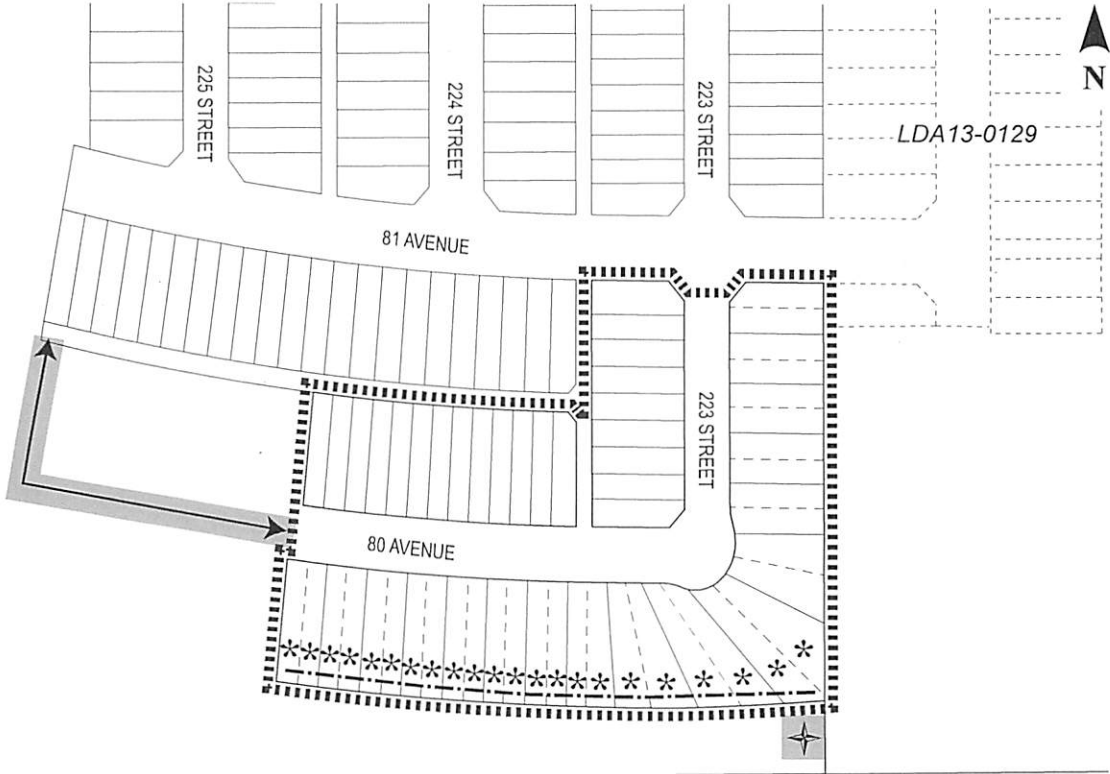 N
225 STREET
224 STREET
223 STREET
LDA13-0129
81 AVENUE
223 STREET
80 AVENUE